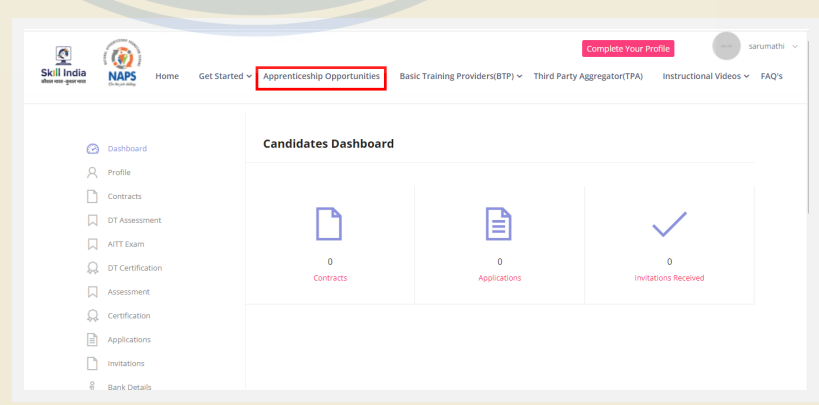 Complete Your Profile
sarumathi
Skill India
कौशल भारत-कुशल भारत
NAPS
Home
Get Started
Apprenticeship Opportunities
Basic Training Providers(BTP)
Third Party Aggregator(TPA)
Instructional Videos
FAQ's
Candidates Dashboard
Dashboard
Profile
Contracts
DT Assessment
AITT Exam
DT Certification
Assessment
Certification
Applications
Invitations
Bank Details
0
Contracts
0
Applications
0
Invitations Received